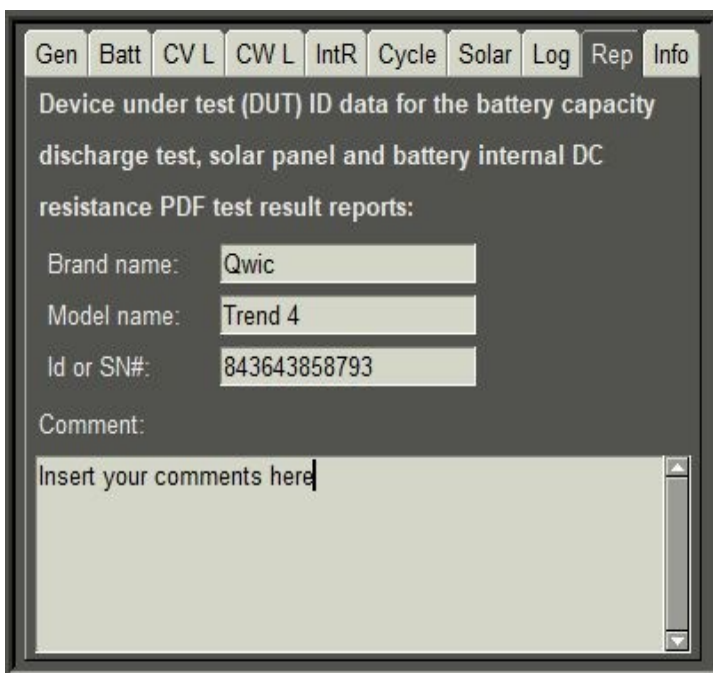 Gen Batt CV L CW L IntR Cycle Solar Log Rep Info
Device under test (DUT) ID data for the battery capacity
discharge test, solar panel and battery internal DC
resistance PDF test result reports:
Brand name: Qwic
Model name: Trend 4
Id or SN#: 843643858793
Comment:
Insert your comments here